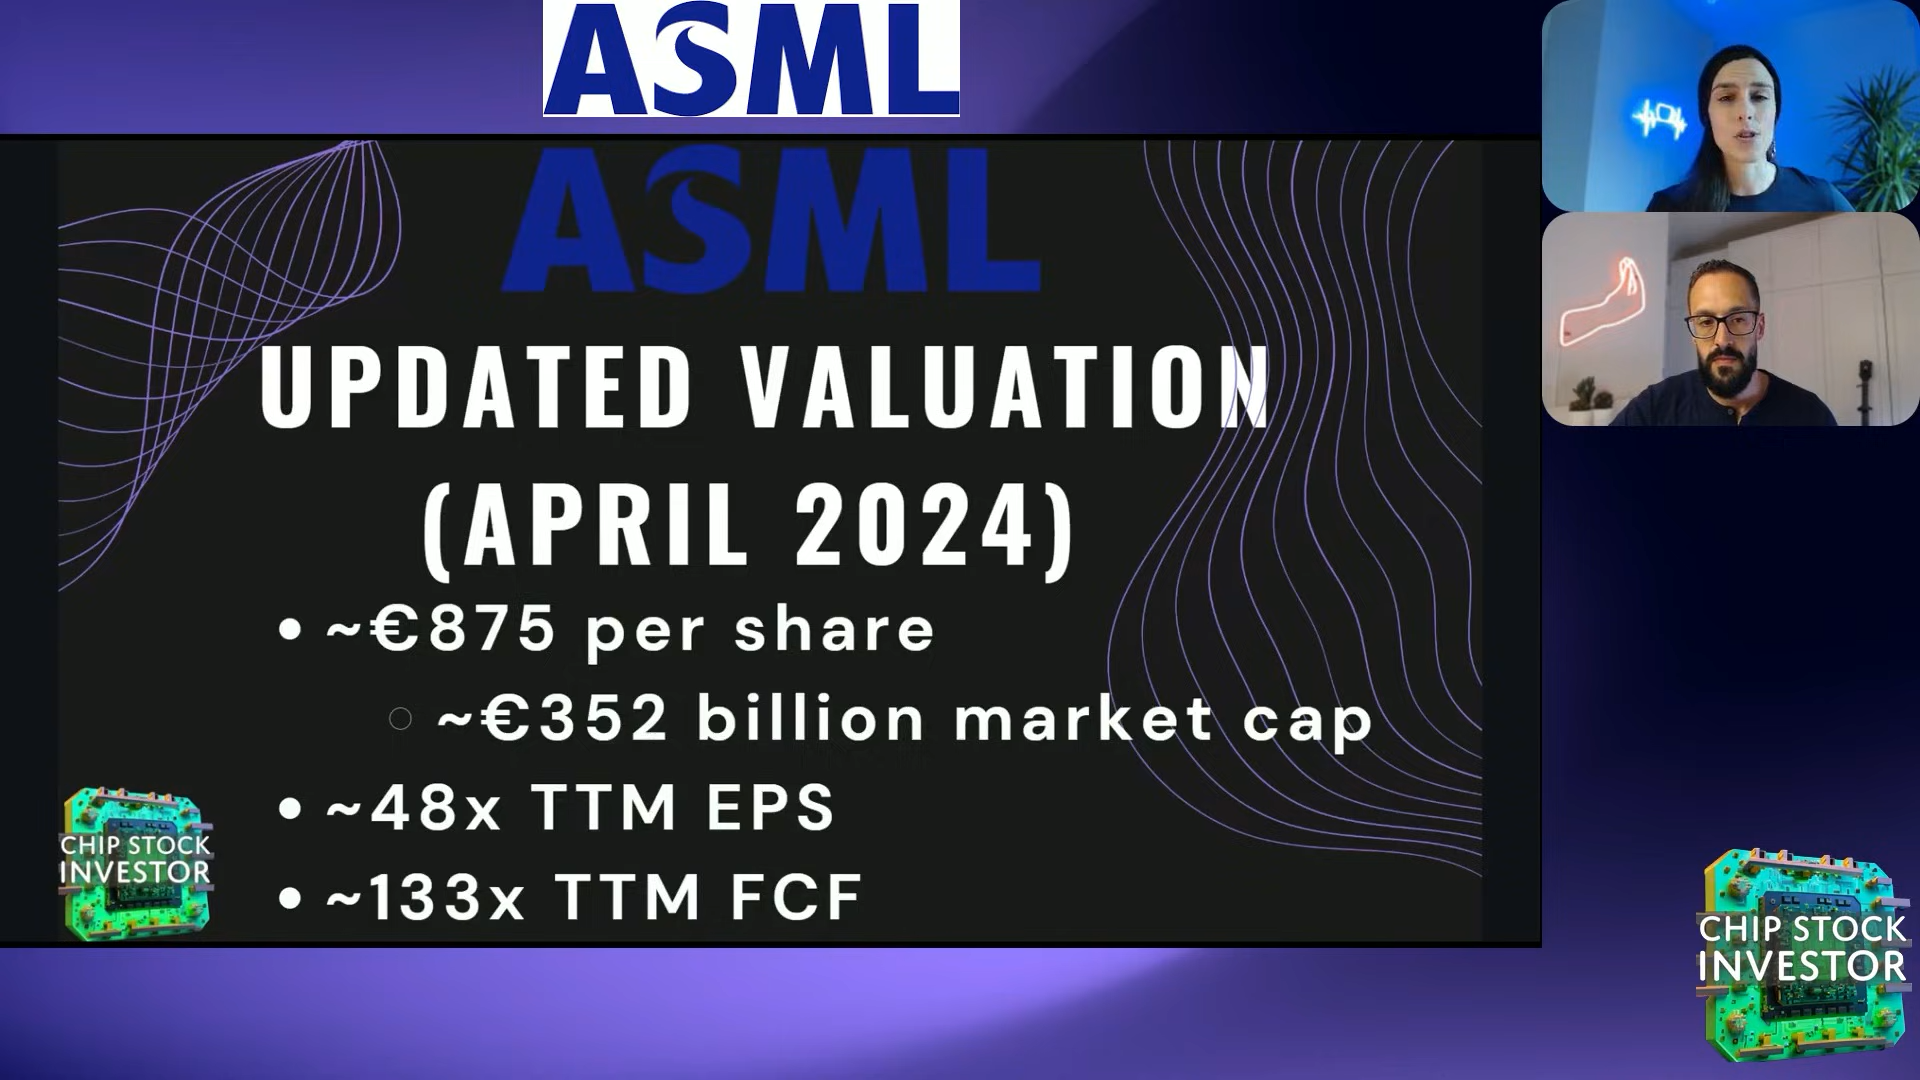 ASML
ASML
UPDATED VALUATION
(APRIL 2024)
• ~€875 per share
○ ~€352 billion market cap
• ~48x TTM EPS
• ~133x TTM FCF
CHIP STOCK
INVESTOR
CHIP STOCK
INVESTOR